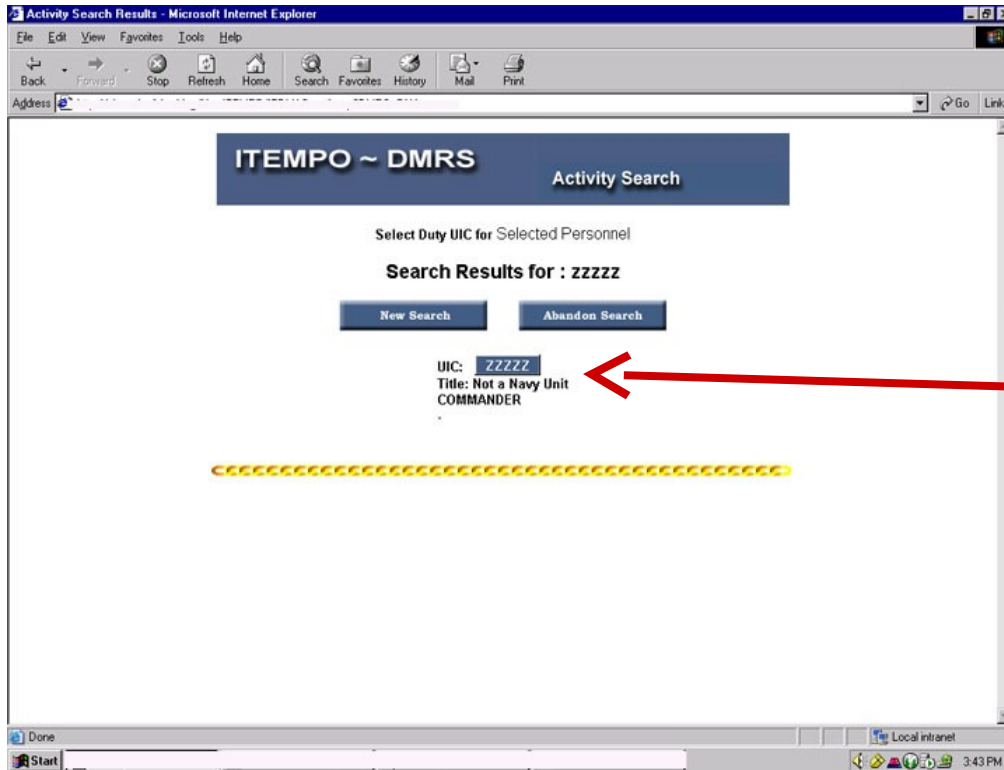 Activity Search Results - Microsoft Internet Explorer
File Edit View Favorites Tools Help
Back Forward Stop Refresh Home Search Favorites History Mail Print
Address Go Link
ITEMPO ~ DMRS
Activity Search
Select Duty UIC for Selected Personnel
Search Results for : zzzzz
New Search Abandon Search
UIC: ZZZZZ
Title: Not a Navy Unit
COMMANDER
.
Done Local intranet
Start 3:43 PM